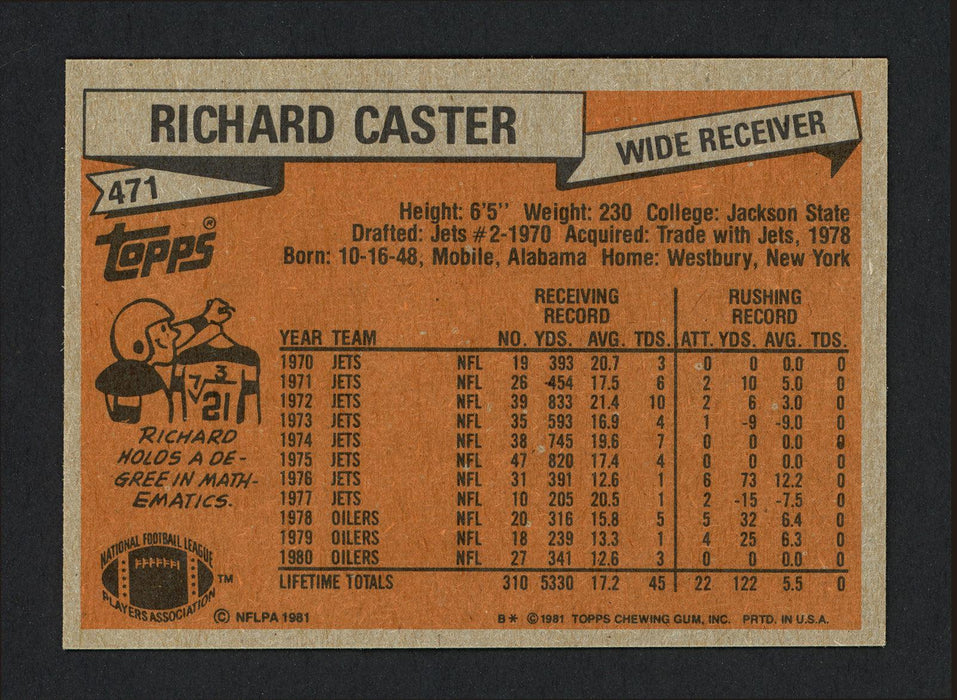 RICHARD CASTER
WIDE RECEIVER
471
TOPPS®
Height: 6'5" Weight: 230 College: Jackson State
Drafted: Jets #2-1970 Acquired: Trade with Jets, 1978
Born: 10-16-48, Mobile, Alabama Home: Westbury, New York
RECEIVING RECORD RUSHING RECORD
YEAR TEAM NO. YDS. AVG. TDS. ATT. YDS. AVG. TDS.
1970 JETS NFL 19 393 20.7 3 0 0 0.0 0
1971 JETS NFL 26 454 17.5 6 2 10 5.0 0
1972 JETS NFL 39 833 21.4 10 2 6 3.0 0
1973 JETS NFL 35 593 16.9 4 1 -9 -9.0 0
1974 JETS NFL 38 745 19.6 7 0 0 0.0 0
1975 JETS NFL 47 820 17.4 4 0 0 0.0 0
1976 JETS NFL 31 391 12.6 1 6 73 12.2 0
1977 JETS NFL 10 205 20.5 1 2 -15 -7.5 0
1978 OILERS NFL 20 316 15.8 5 5 32 6.4 0
1979 OILERS NFL 18 239 13.3 1 4 25 6.3 0
1980 OILERS NFL 27 341 12.6 3 0 0 0.0 0
LIFETIME TOTALS 310 5330 17.2 45 22 122 5.5 0
3
7 21
RICHARD
HOLDS A DE-
GREE IN MATH-
EMATICS.
NATIONAL FOOTBALL LEAGUE
PLAYERS ASSOCIATION ™
© NFLPA 1981
B* © 1981 TOPPS CHEWING GUM, INC. PRTD. IN U.S.A.